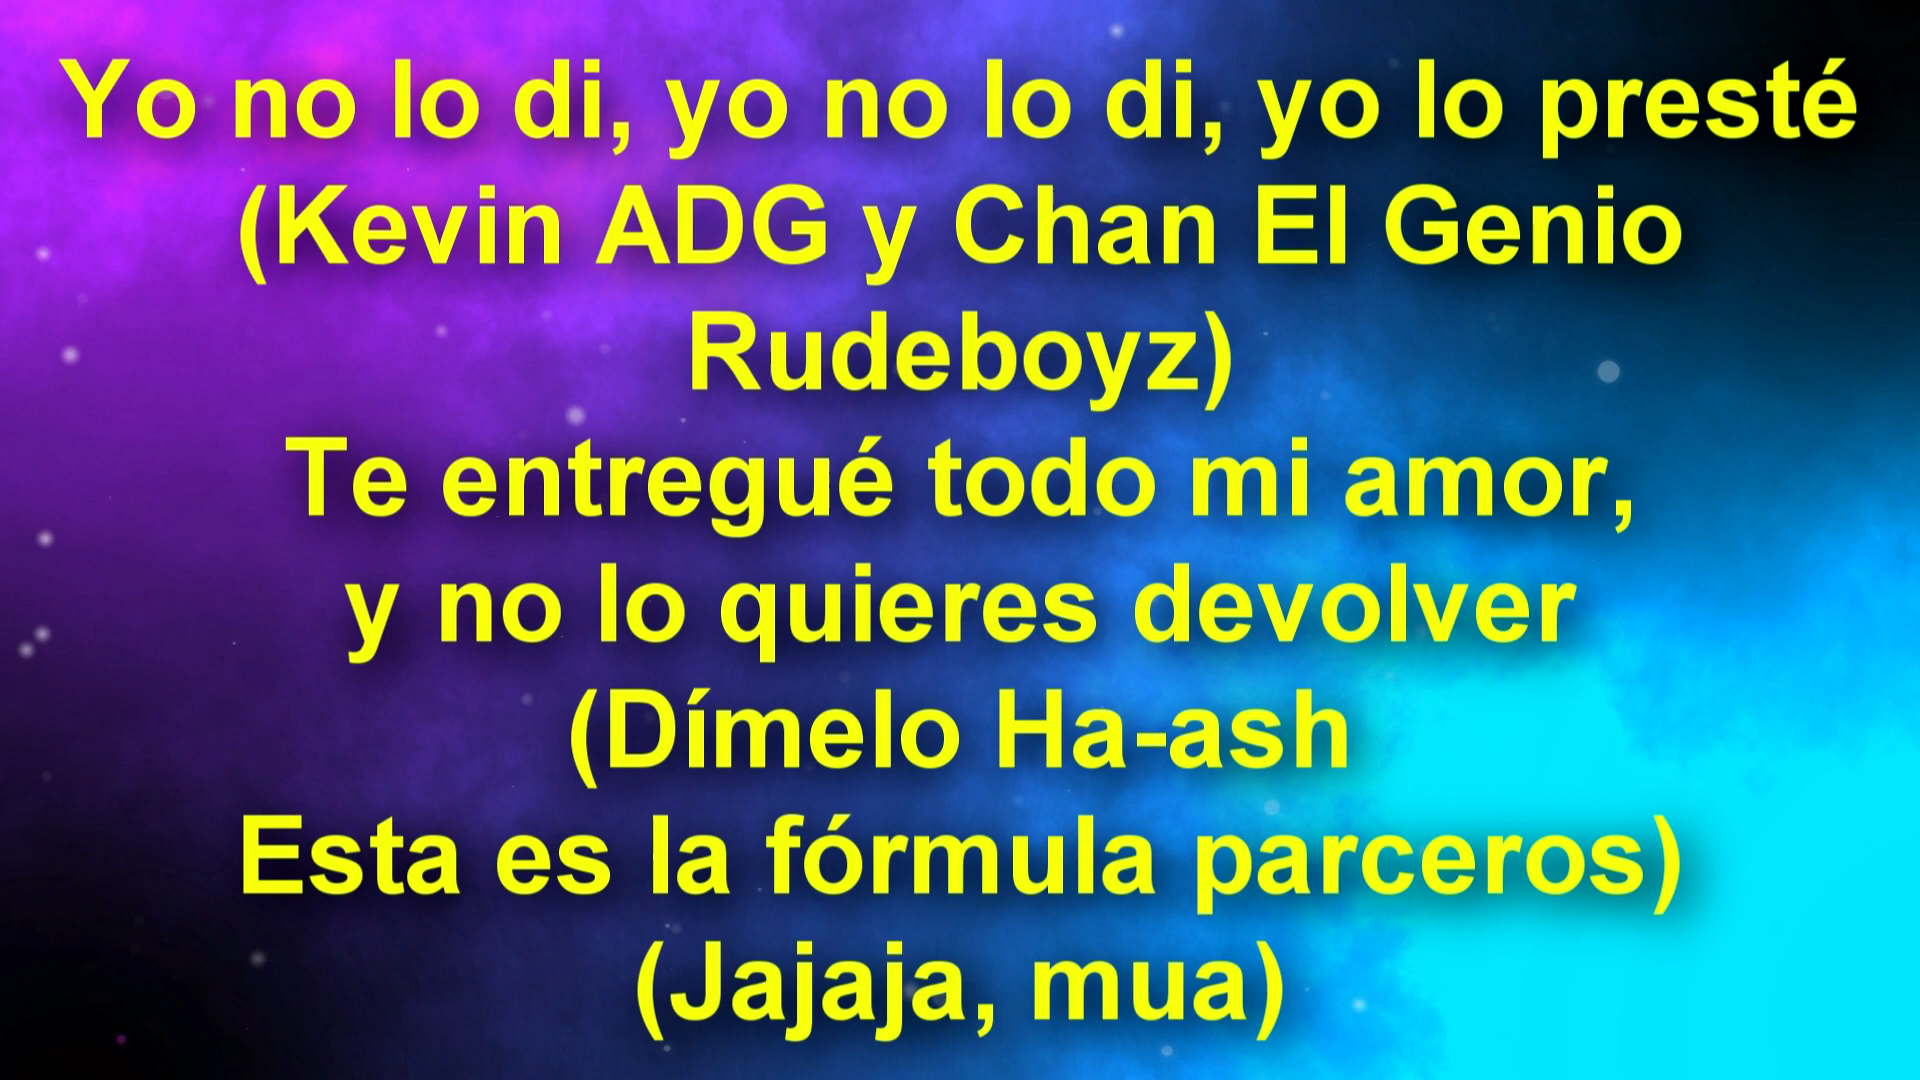 Yo no lo di, yo no lo di, yo lo presté
(Kevin ADG y Chan El Genio
Rudeboyz)
Te entregué todo mi amor,
y no lo quieres devolver
(Dímelo Ha-ash
Esta es la fórmula parceros)
(Jajaja, mua)